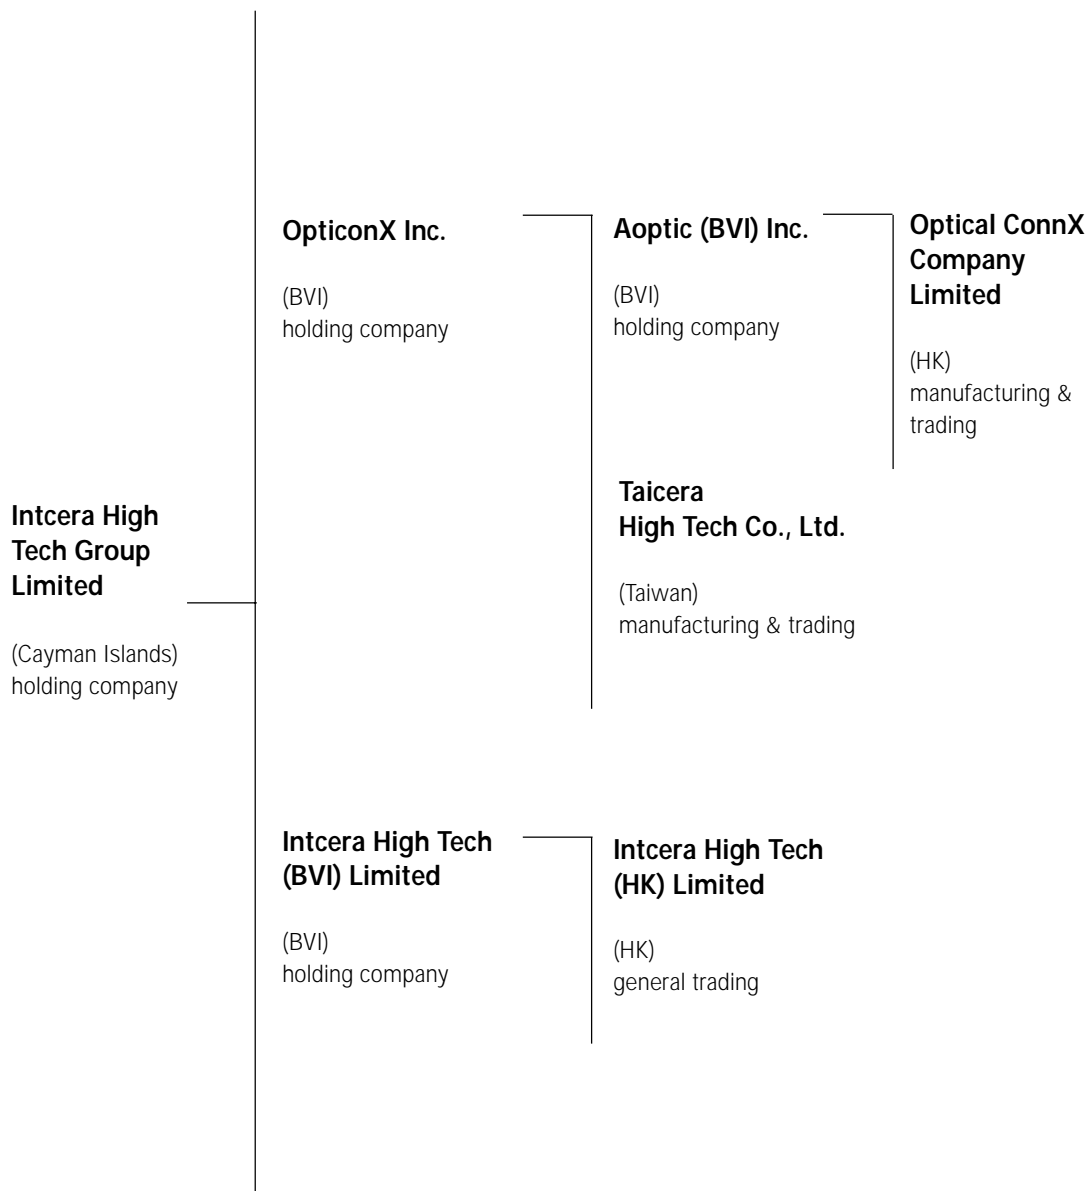 Intcera High
Tech Group
Limited
(Cayman Islands)
holding company
OpticonX Inc.
(BVI)
holding company
Aoptic (BVI) Inc.
(BVI)
holding company
Optical ConnX
Company
Limited
(HK)
manufacturing &
trading
Taicera
High Tech Co., Ltd.
(Taiwan)
manufacturing & trading
Intcera High Tech
(BVI) Limited
(BVI)
holding company
Intcera High Tech
(HK) Limited
(HK)
general trading